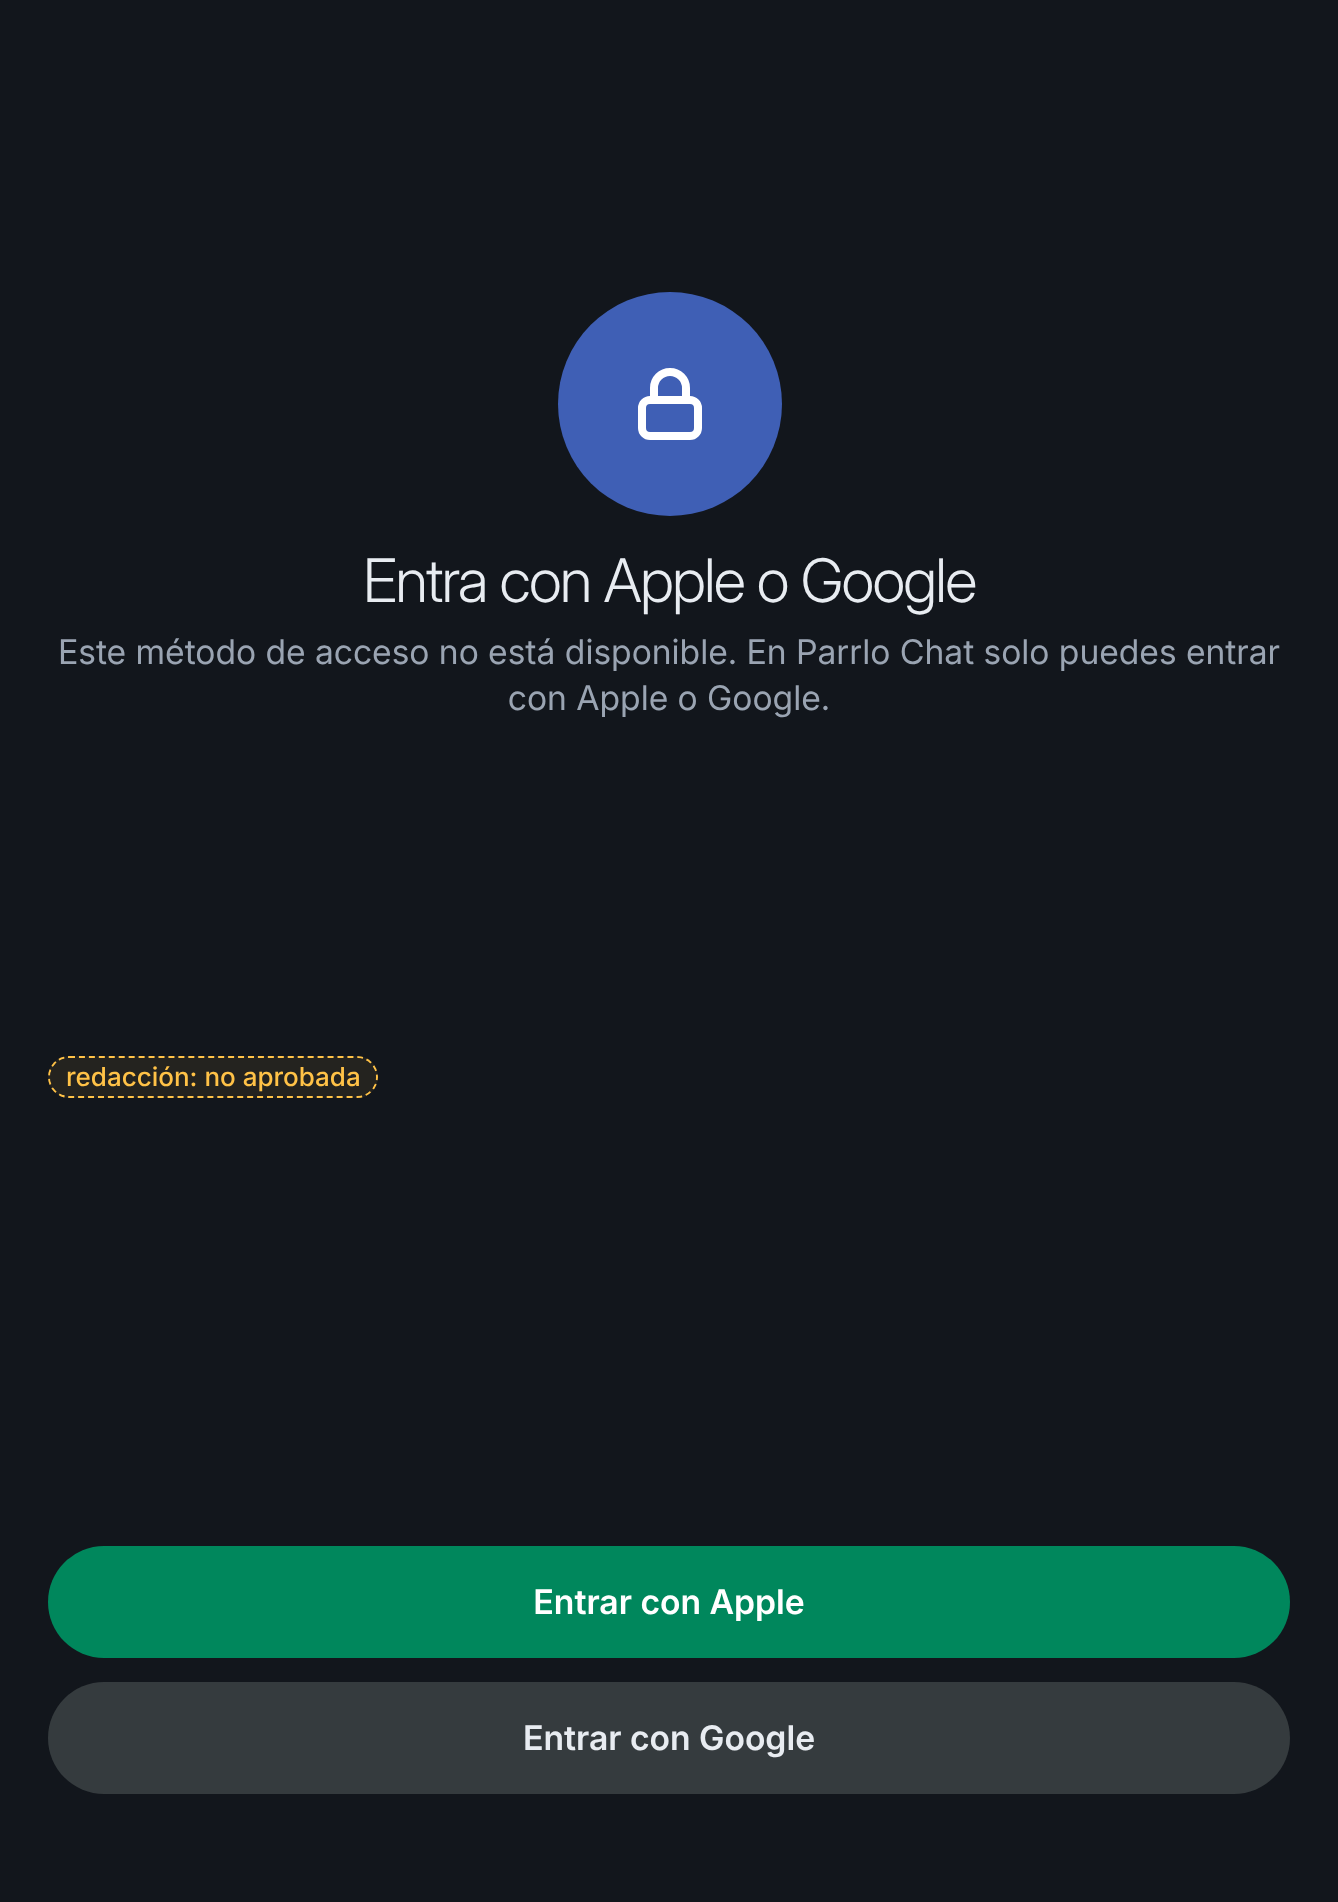 Entra con Apple o Google
Este método de acceso no está disponible. En Parrlo Chat solo puedes entrar
con Apple o Google.
redacción: no aprobada
Entrar con Apple
Entrar con Google